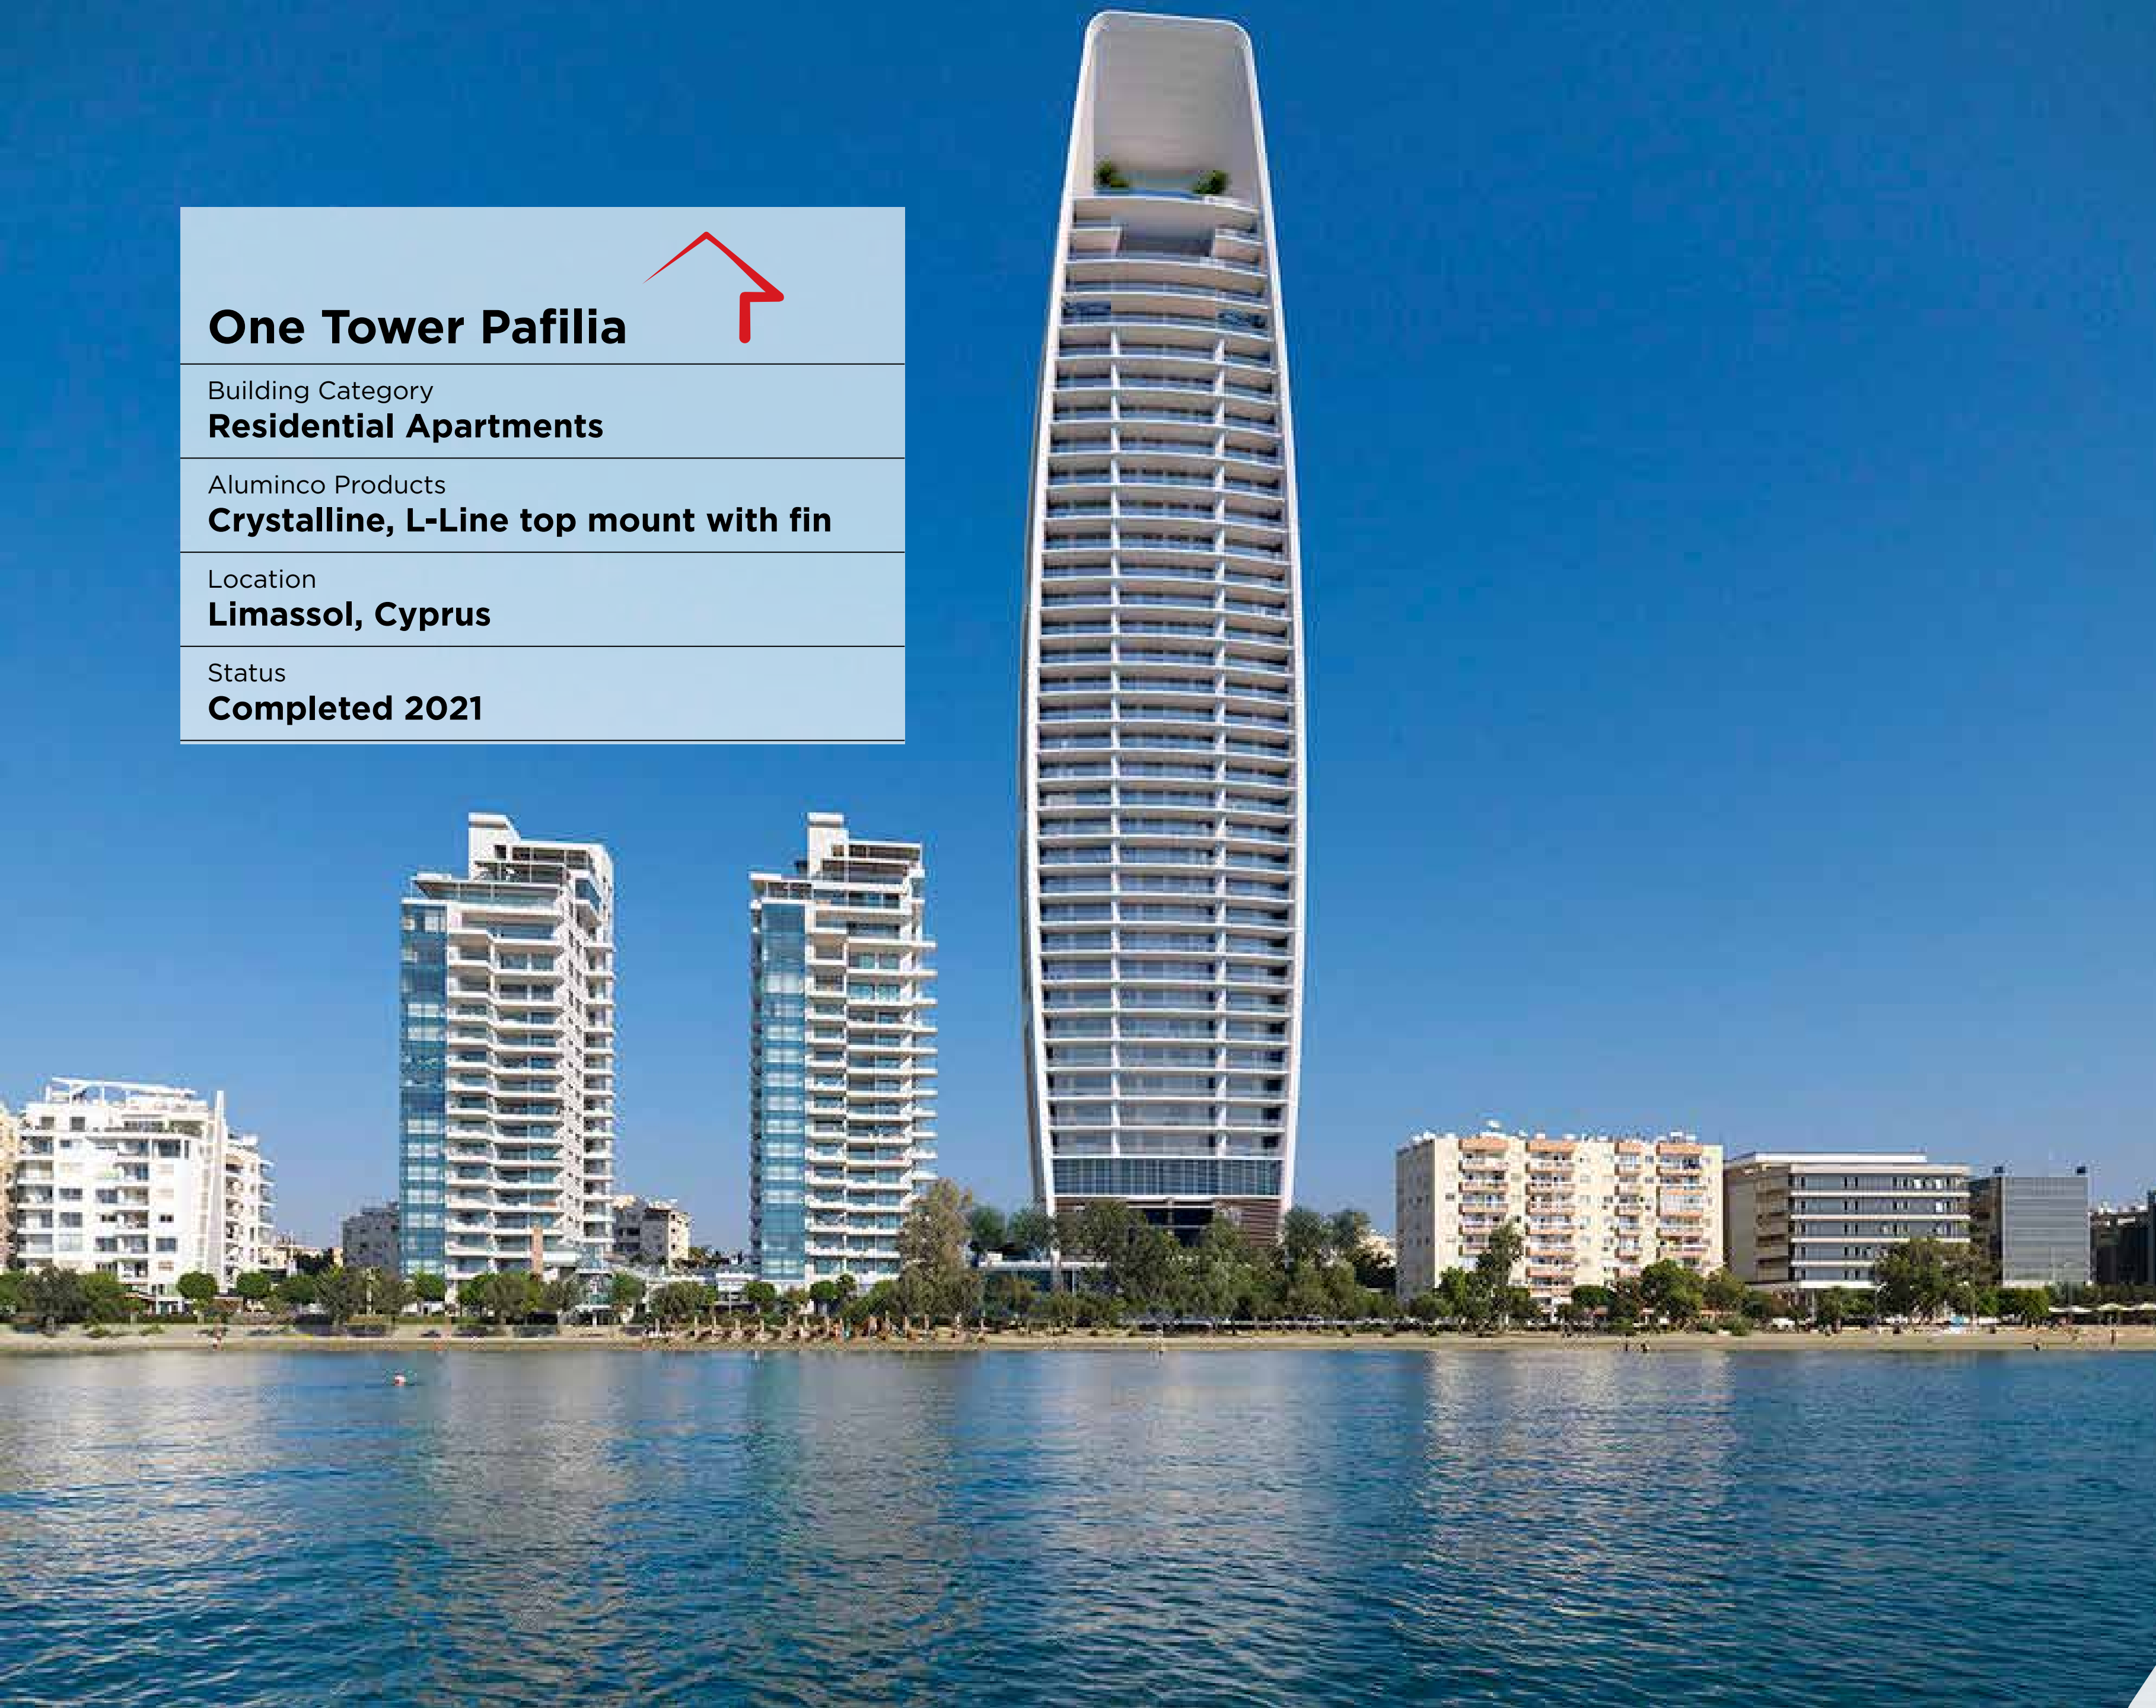 One Tower Pafilia
Building Category
Residential Apartments
Aluminco Products
Crystalline, L-Line top mount with fin
Location
Limassol, Cyprus
Status
Completed 2021